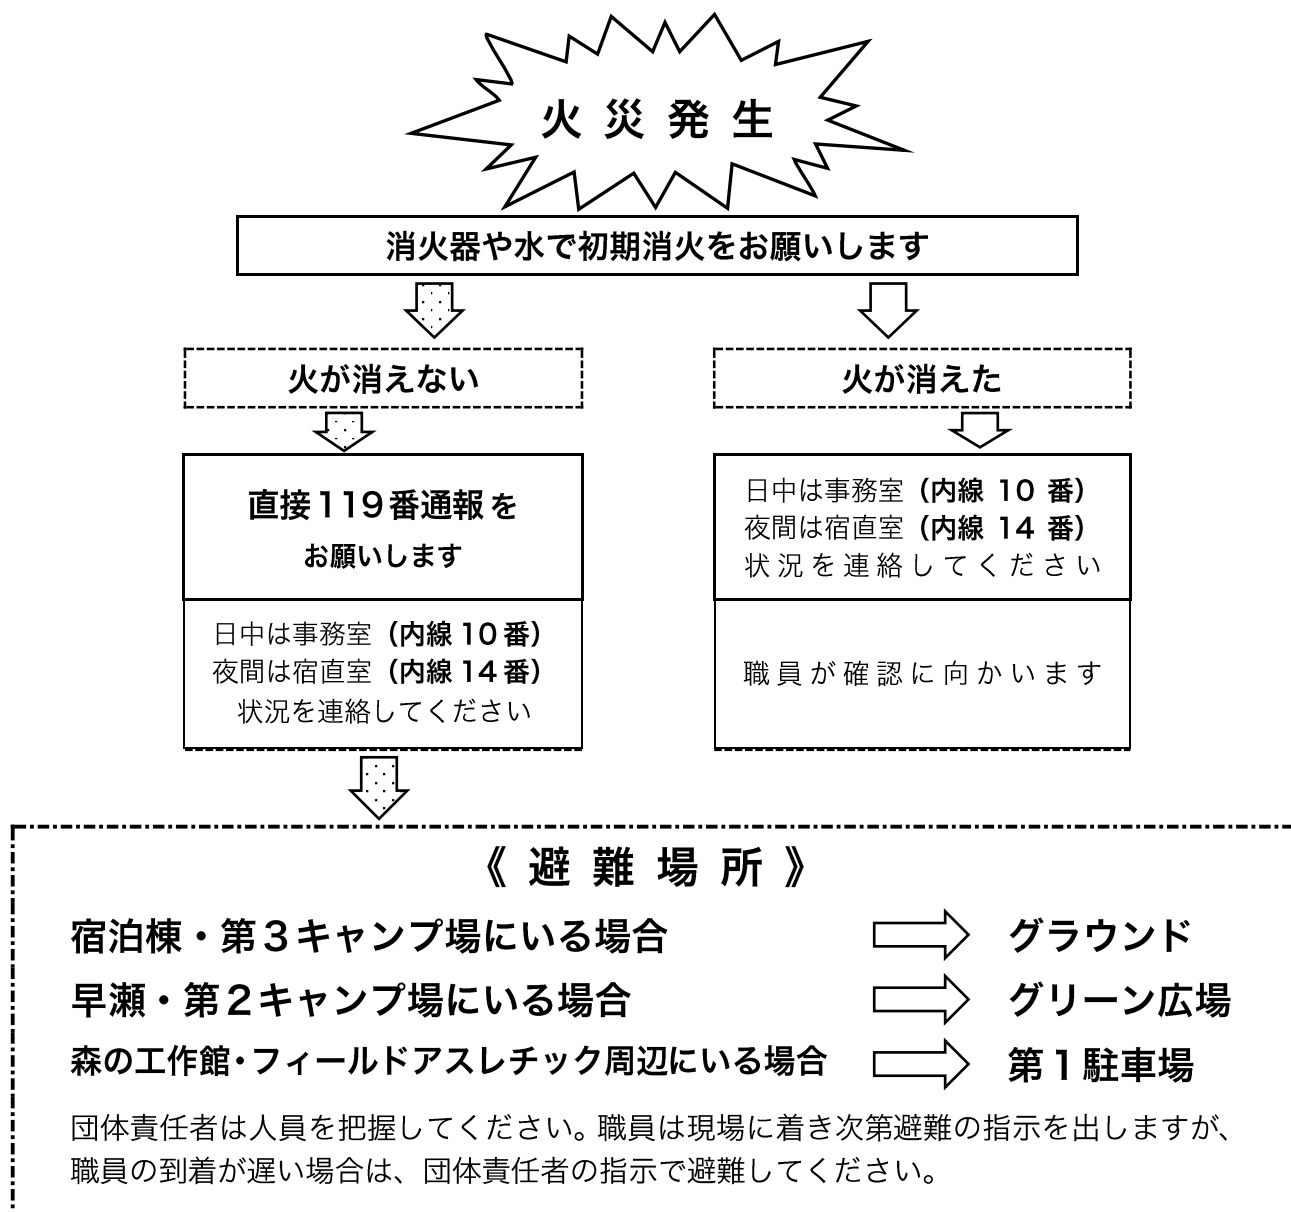 火災発生
消火器や水で初期消火をお願いします
火が消えない
直接119番通報を
お願いします
日中は事務室（内線10番）
夜間は宿直室（内線14番）
状況を連絡してください
火が消えた
日中は事務室（内線 10 番）
夜間は宿直室（内線 14 番）
状況を連絡してください
職員が確認に向かいます
《避難場所》
宿泊棟・第３キャンプ場にいる場合 グラウンド
早瀬・第２キャンプ場にいる場合 グリーン広場
森の工作館・フィールドアスレチック周辺にいる場合 第１駐車場
団体責任者は人員を把握してください。職員は現場に着き次第避難の指示を出しますが、
職員の到着が遅い場合は、団体責任者の指示で避難してください。